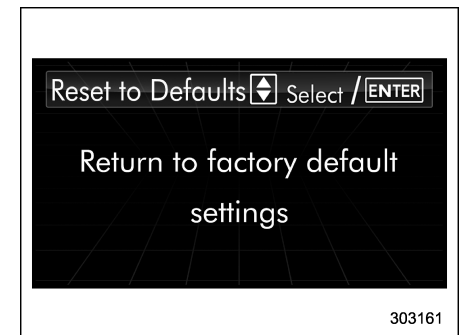 Reset to Defaults Select / ENTER
Return to factory default
settings
303161